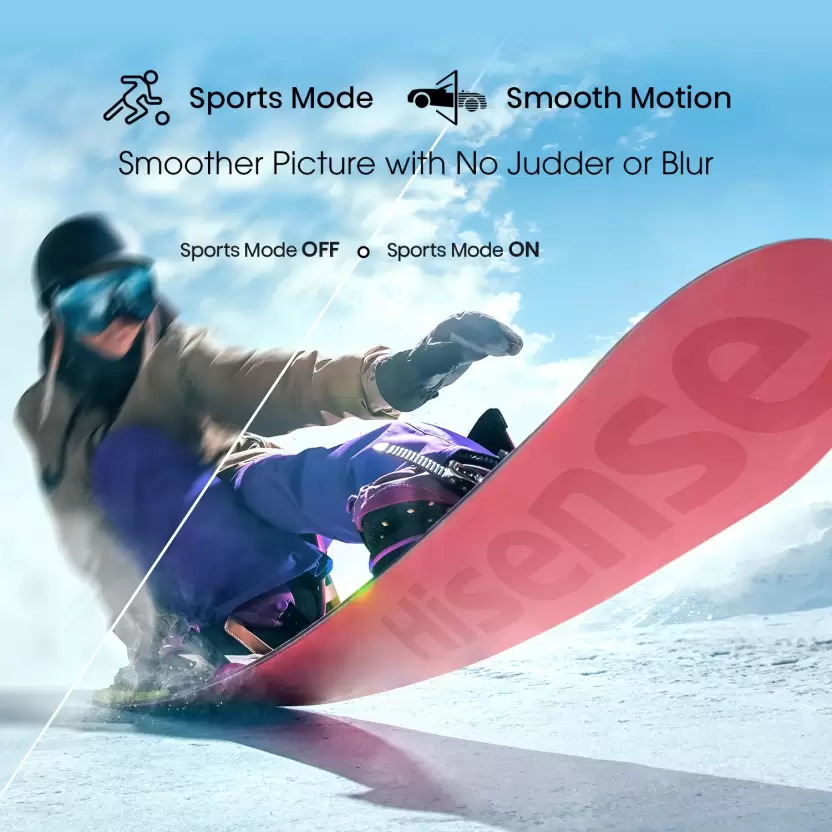 Sports Mode Smooth Motion
Smoother Picture with No Judder or Blur
Sports Mode OFF o Sports Mode ON
Hisense